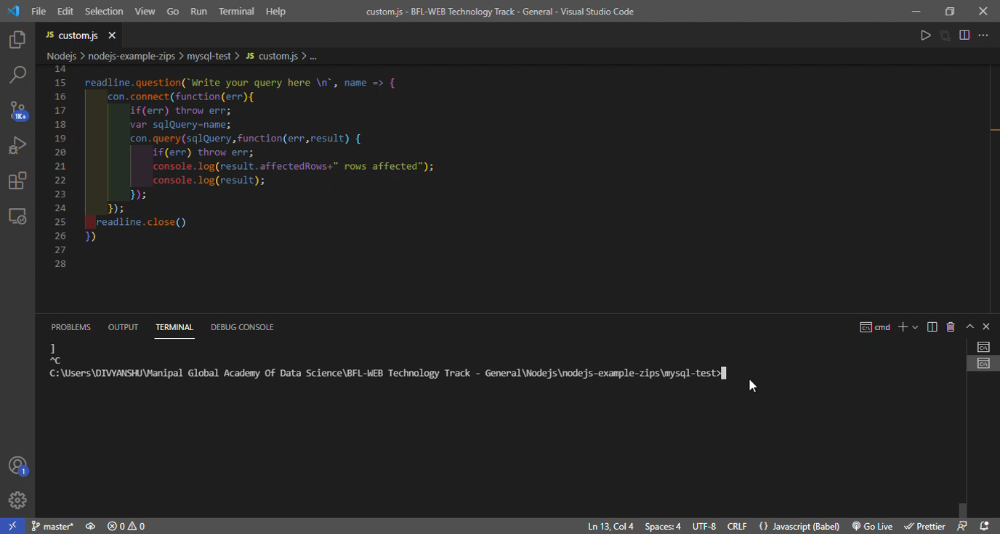 File Edit Selection View Go Run Terminal Help custom.js - BFL-WEB Technology Track - General - Visual Studio Code
JS custom.js
Nodejs > nodejs-example-zips > mysql-test > JS custom.js > ...
14
15 readline.question(`Write your query here \n`, name => {
16 con.connect(function(err){
17 if(err) throw err;
18 var sqlQuery=name;
19 con.query(sqlQuery,function(err,result) {
20 if(err) throw err;
21 console.log(result.affectedRows+" rows affected");
22 console.log(result);
23 });
24 });
25 readline.close()
26 })
27
28
PROBLEMS OUTPUT TERMINAL DEBUG CONSOLE cmd
]
^C
C:\Users\DIVYANSHU\Manipal Global Academy Of Data Science\BFL-WEB Technology Track - General\Nodejs\nodejs-example-zips\mysql-test>
1K+
1
master* 0 0 Ln 13, Col 4 Spaces: 4 UTF-8 CRLF {} Javascript (Babel) Go Live Prettier